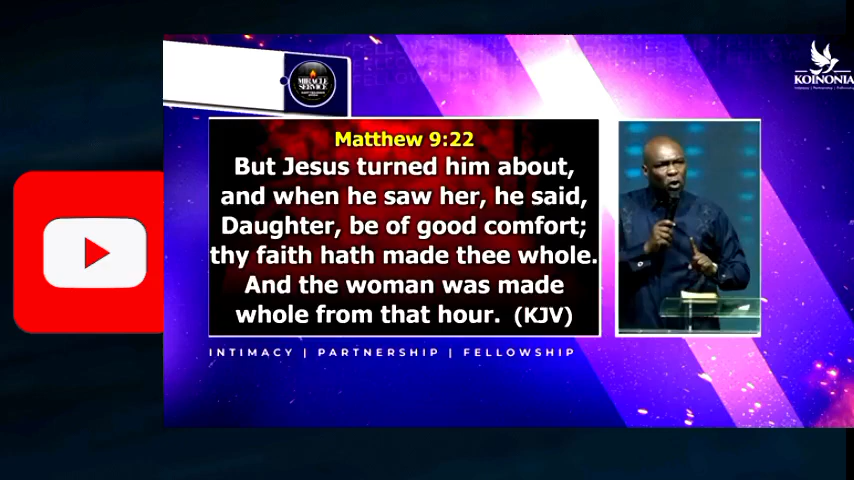 MIRACLE
SERVICE
KOINONIA
Matthew 9:22
But Jesus turned him about,
and when he saw her, he said,
Daughter, be of good comfort;
thy faith hath made thee whole.
And the woman was made
whole from that hour. (KJV)
INTIMACY | PARTNERSHIP | FELLOWSHIP